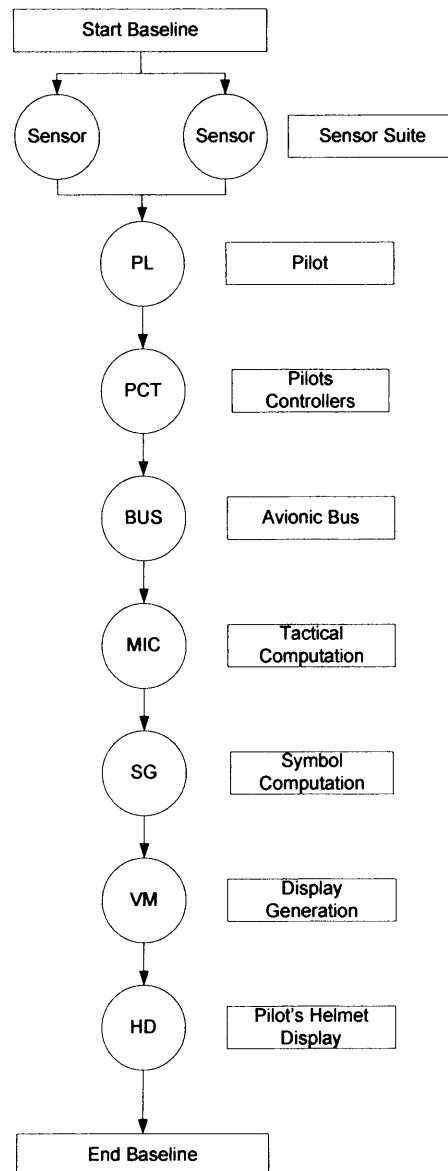 Start Baseline
Sensor
Sensor
Sensor Suite
PL
Pilot
PCT
Pilots
Controllers
BUS
Avionic Bus
MIC
Tactical
Computation
SG
Symbol
Computation
VM
Display
Generation
HD
Pilot's Helmet
Display
End Baseline